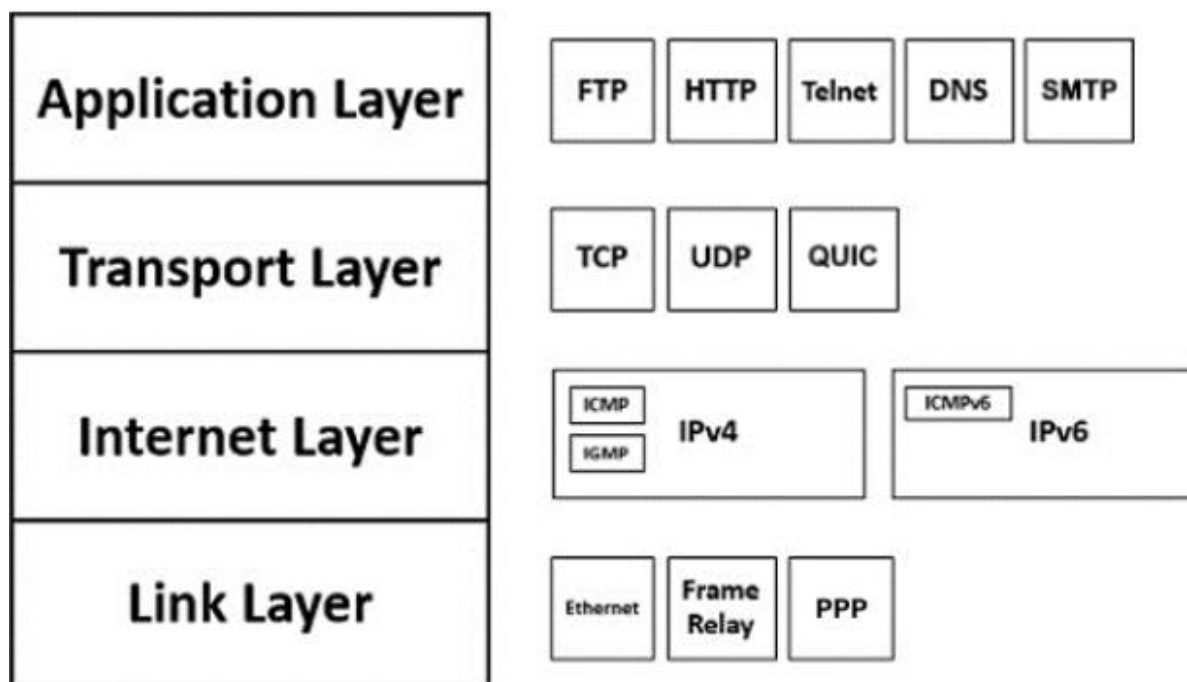 Application Layer
FTP
HTTP
Telnet
DNS
SMTP
Transport Layer
TCP
UDP
QUIC
Internet Layer
ICMP
IGMP
IPv4
ICMPv6
IPv6
Link Layer
Ethernet
Frame
Relay
PPP